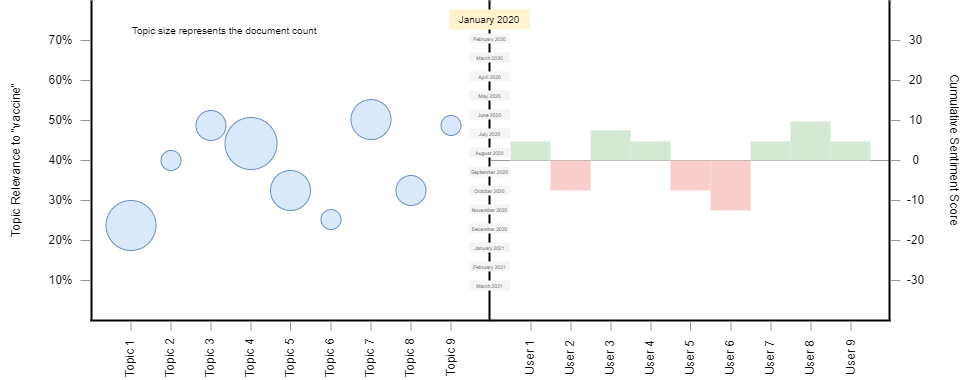 January 2020
Topic size represents the document count
70%
60%
50%
40%
30%
20%
10%
Topic Relevance to "vaccine"
February 2020
March 2020
April 2020
May 2020
June 2020
July 2020
August 2020
September 2020
October 2020
November 2020
December 2020
January 2021
February 2021
March 2021
30
20
10
0
-10
-20
-30
Cumulative Sentiment Score
Topic 1
Topic 2
Topic 3
Topic 4
Topic 5
Topic 6
Topic 7
Topic 8
Topic 9
User 1
User 2
User 3
User 4
User 5
User 6
User 7
User 8
User 9